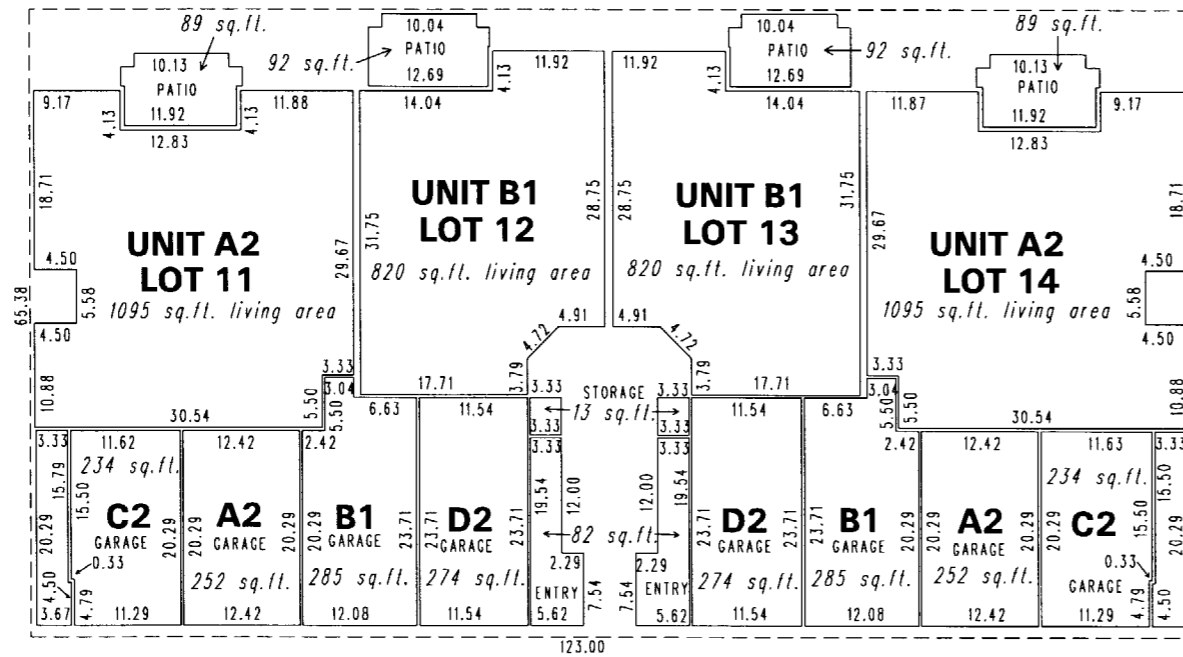 89 sq.ft.
10.04
10.04
89 sq.ft.
10.13
PATIO
92 sq.ft.
PATIO
12.69
4.13
11.92
11.92
4.13
PATIO
12.69
92 sq.ft.
10.13
PATIO
9.17
4.13
11.92
12.83
4.13
11.88
14.04
14.04
11.87
4.13
11.92
12.83
4.13
9.17
18.71
UNIT A2
LOT 11
1095 sq.ft. living area
29.67
31.75
UNIT B1
LOT 12
820 sq.ft. living area
28.75
28.75
UNIT B1
LOT 13
820 sq.ft. living area
31.75
29.67
UNIT A2
LOT 14
1095 sq.ft. living area
18.71
65.38
4.50
5.58
4.50
4.50
5.58
4.50
4.72
4.91
4.91
4.72
10.88
30.54
3.33
3.04
5.50
5.50
17.71
3.79
3.33
STORAGE
13 sq.ft.
3.33
3.79
17.71
3.33
3.04
5.50
5.50
30.54
10.88
6.63
11.54
3.33
3.33
3.33
3.33
11.54
6.63
3.33
11.62
12.42
2.42
2.42
12.42
11.63
3.33
234 sq.ft.
234 sq.ft.
20.29
15.79
15.50
C2
GARAGE
20.29
A2
GARAGE
20.29
20.29
B1
GARAGE
23.71
23.71
D2
GARAGE
23.71
19.54
12.00
82 sq ft.
12.00
19.54
23.71
D2
GARAGE
23.71
23.71
B1
GARAGE
20.29
20.29
A2
GARAGE
20.29
20.29
C2
GARAGE
15.50
15.50
20.29
0.33
0.33
252 sq.ft.
285 sq.ft.
274 sq.ft.
274 sq.ft.
285 sq.ft.
252 sq.ft.
4.50
3.67
4.79
11.29
12.42
12.08
11.54
ENTRY
2.29
5.62
7.54
7.54
2.29
ENTRY
5.62
11.54
12.08
12.42
11.29
4.79
4.50
123.00